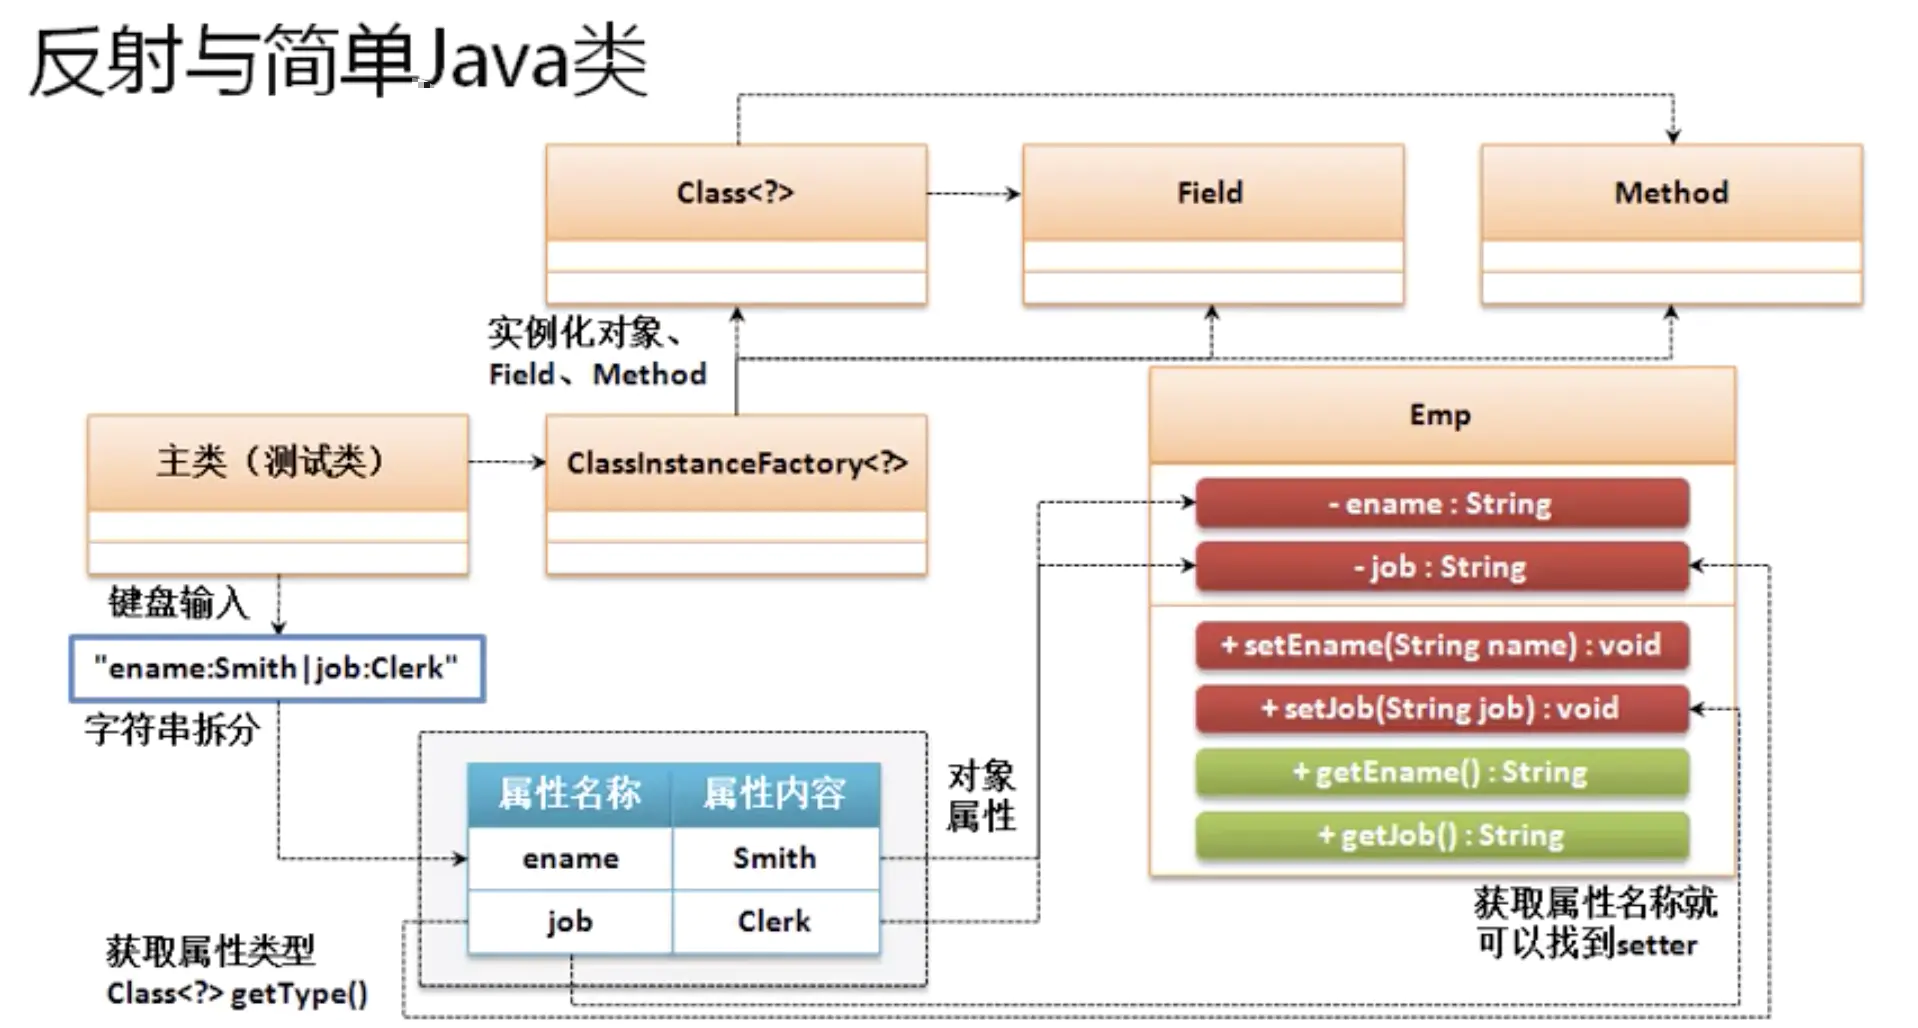 反射与简单Java类
Class<?>
Field
Method
实例化对象、
Field、Method
主类（测试类）
ClassInstanceFactory<?>
Emp
- ename : String
- job : String
+ setEname(String name) : void
+ setJob(String job) : void
+ getEname() : String
+ getJob() : String
键盘输入
"ename:Smith|job:Clerk"
字符串拆分
属性名称 属性内容
ename Smith
job Clerk
对象
属性
获取属性名称就
可以找到setter
获取属性类型
Class<?> getType()